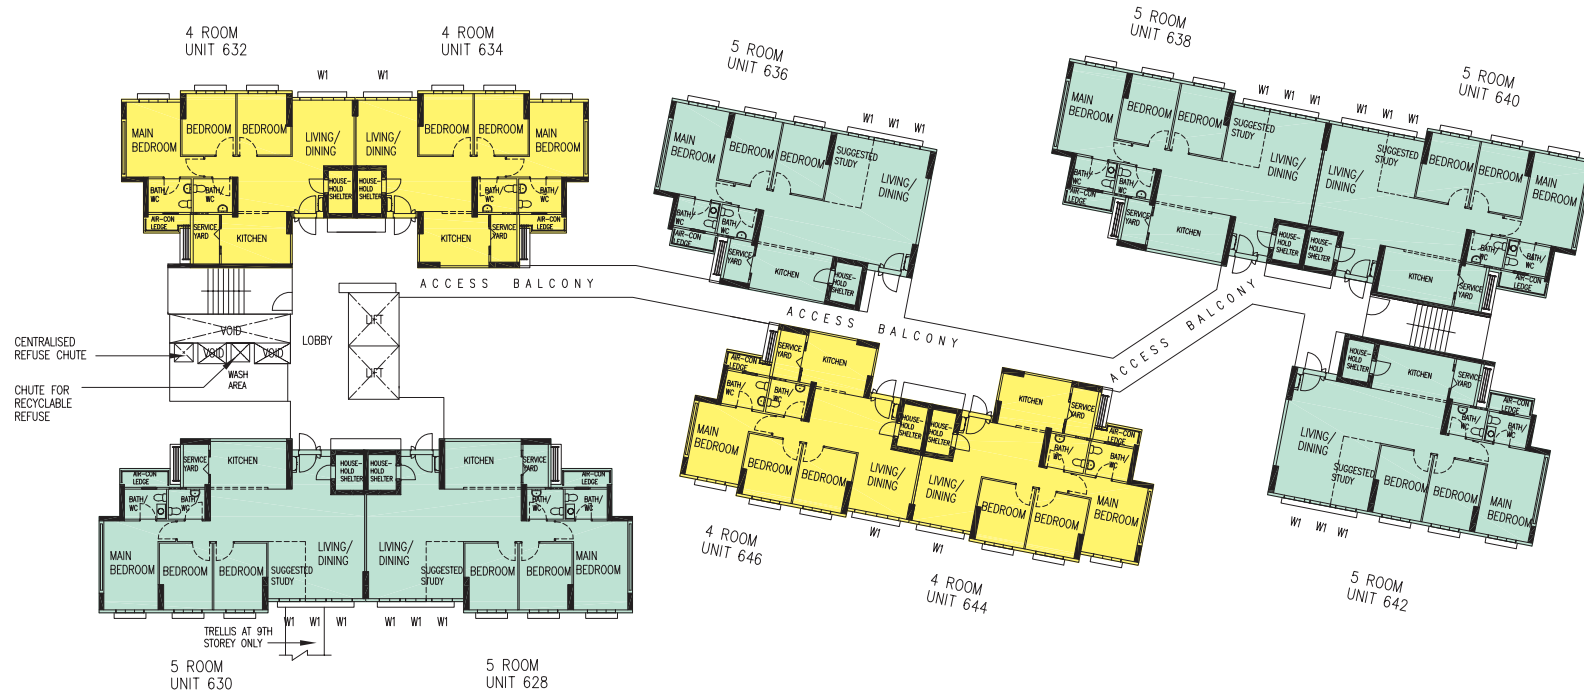 4 ROOM
UNIT 632
4 ROOM
UNIT 634
W1
W1
MAIN
BEDROOM
BEDROOM
BEDROOM
LIVING/
DINING
LIVING/
DINING
BEDROOM
BEDROOM
MAIN
BEDROOM
BATH/
WC
BATH/
WC
HOUSE-
HOLD
SHELTER
HOUSE-
HOLD
SHELTER
BATH/
WC
BATH/
WC
AIR-CON
LEDGE
SERVICE
YARD
KITCHEN
KITCHEN
SERVICE
YARD
AIR-CON
LEDGE
5 ROOM
UNIT 636
W1
W1
W1
MAIN
BEDROOM
BEDROOM
BEDROOM
SUGGESTED
STUDY
LIVING/
DINING
BATH/
WC
BATH/
WC
AIR-CON
LEDGE
SERVICE
YARD
KITCHEN
HOUSE-
HOLD
SHELTER
5 ROOM
UNIT 638
W1
W1
W1
MAIN
BEDROOM
BEDROOM
BEDROOM
SUGGESTED
STUDY
LIVING/
DINING
BATH/
WC
BATH/
WC
AIR-CON
LEDGE
SERVICE
YARD
KITCHEN
HOUSE-
HOLD
SHELTER
5 ROOM
UNIT 640
W1
W1
W1
SUGGESTED
STUDY
LIVING/
DINING
BEDROOM
BEDROOM
MAIN
BEDROOM
HOUSE-
HOLD
SHELTER
KITCHEN
BATH/
WC
BATH/
WC
SERVICE
YARD
AIR-CON
LEDGE
ACCESS BALCONY
ACCESS BALCONY
ACCESS BALCONY
VOID
LOBBY
LIFT
LIFT
CENTRALISED
REFUSE CHUTE
VOID
VOID
WASH
AREA
CHUTE FOR
RECYCLABLE
REFUSE
SERVICE
YARD
KITCHEN
HOUSE-
HOLD
SHELTER
HOUSE-
HOLD
SHELTER
KITCHEN
SERVICE
YARD
AIR-CON
LEDGE
AIR-CON
LEDGE
BATH/
WC
BATH/
WC
BATH/
WC
BATH/
WC
MAIN
BEDROOM
BEDROOM
BEDROOM
SUGGESTED
STUDY
LIVING/
DINING
LIVING/
DINING
SUGGESTED
STUDY
BEDROOM
BEDROOM
MAIN
BEDROOM
W1
W1
W1
W1
W1
W1
TRELLIS AT 9TH
STOREY ONLY
5 ROOM
UNIT 630
5 ROOM
UNIT 628
AIR-CON
LEDGE
SERVICE
YARD
KITCHEN
BATH/
WC
BATH/
WC
HOUSE-
HOLD
SHELTER
HOUSE-
HOLD
SHELTER
KITCHEN
SERVICE
YARD
AIR-CON
LEDGE
BATH/
WC
BATH/
WC
MAIN
BEDROOM
BEDROOM
BEDROOM
LIVING/
DINING
LIVING/
DINING
BEDROOM
BEDROOM
MAIN
BEDROOM
W1
W1
4 ROOM
UNIT 646
4 ROOM
UNIT 644
HOUSE-
HOLD
SHELTER
KITCHEN
SERVICE
YARD
AIR-CON
LEDGE
BATH/
WC
BATH/
WC
LIVING/
DINING
SUGGESTED
STUDY
BEDROOM
BEDROOM
MAIN
BEDROOM
W1
W1
W1
5 ROOM
UNIT 642